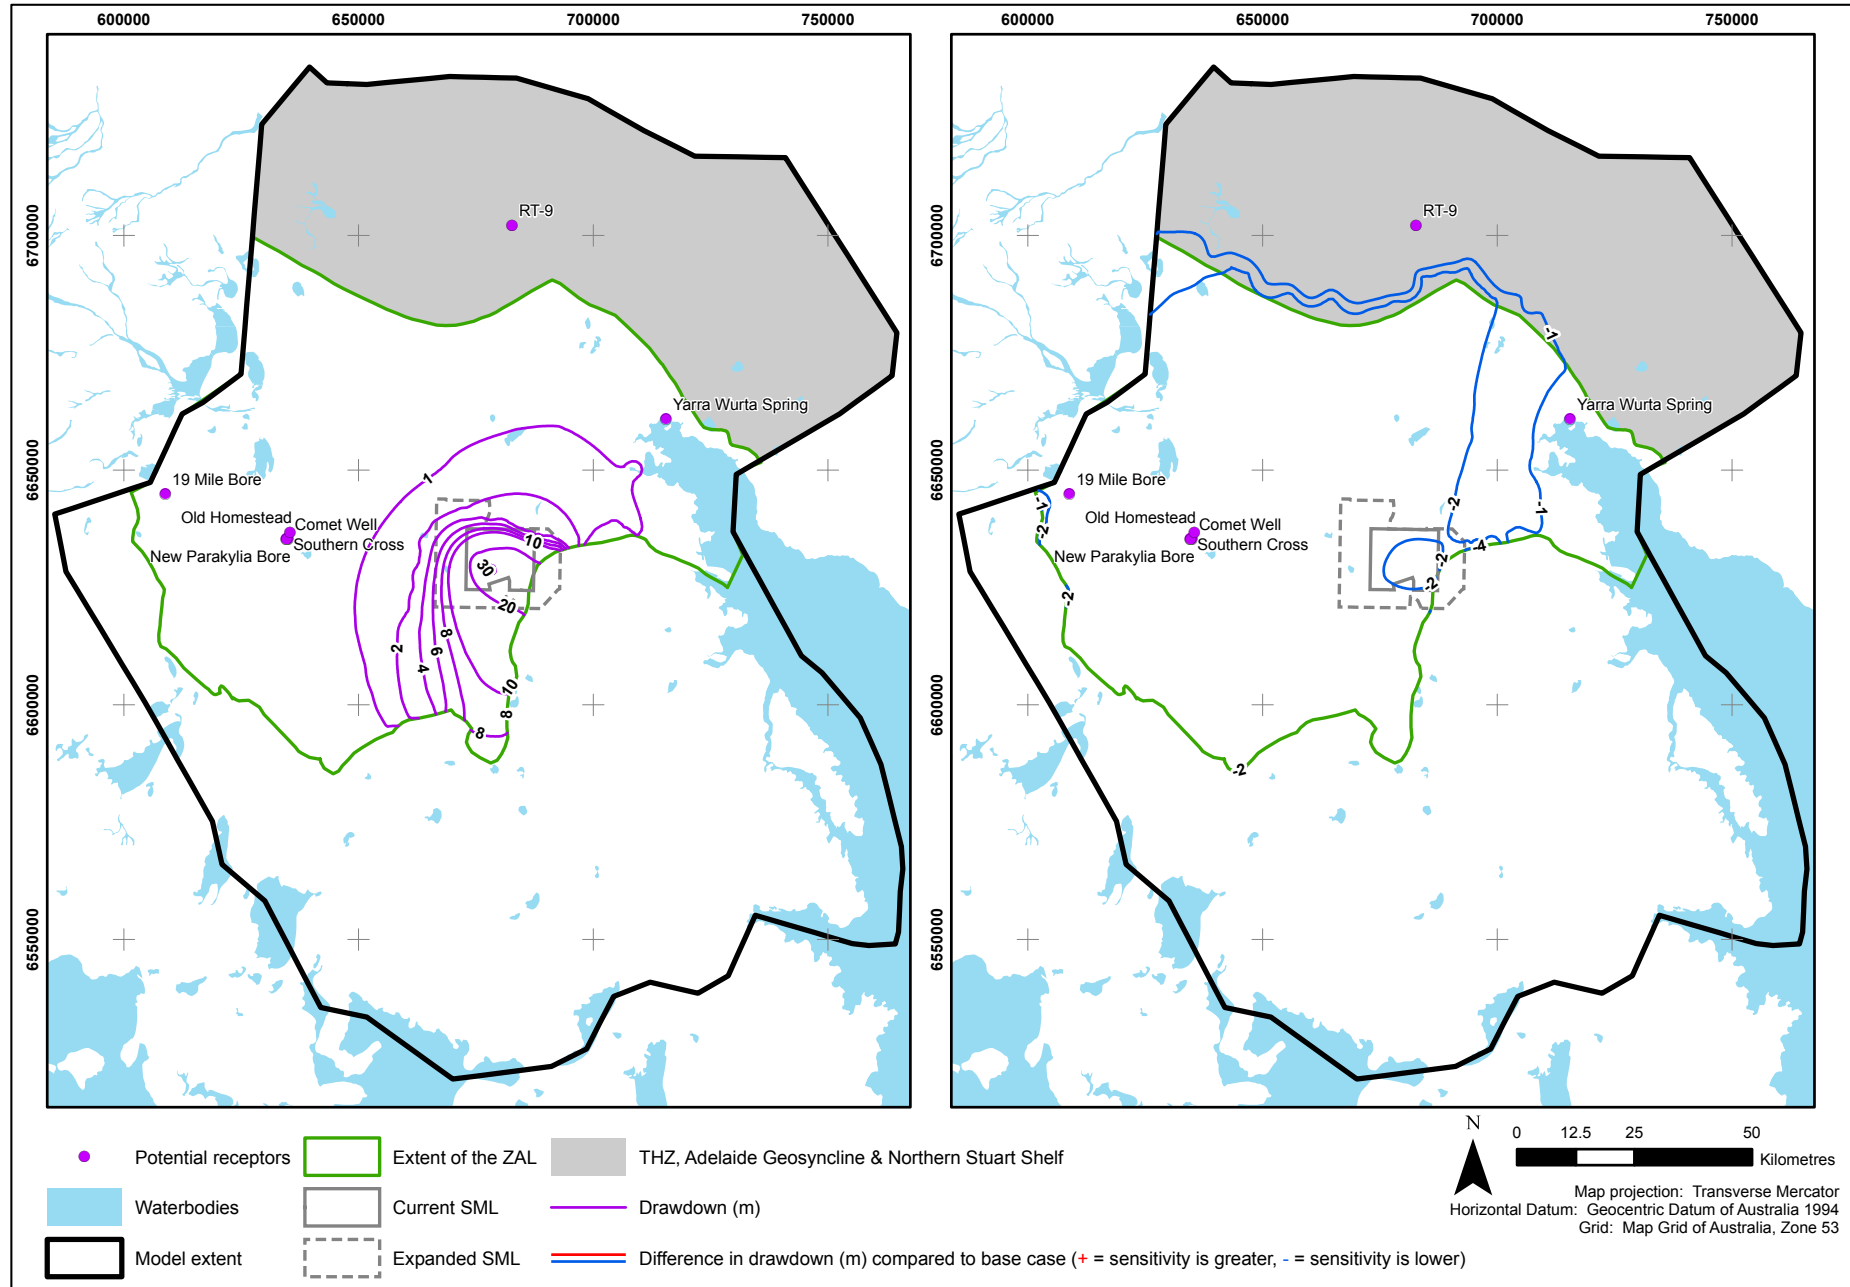 600000 650000 700000 750000
600000 650000 700000 750000
6700000
6650000
6600000
6550000
RT-9
Yarra Wurta Spring
19 Mile Bore
Old Homestead
Comet Well
Southern Cross
New Parakylia Bore
1
10
30
20
2
4
6
8
10
8
8
6700000
6650000
6600000
6550000
RT-9
-1
Yarra Wurta Spring
19 Mile Bore
-1
-2
Old Homestead
Comet Well
Southern Cross
New Parakylia Bore
-2
-1
-4
-2
-2
-2
-2
Potential receptors
Waterbodies
Model extent
Extent of the ZAL
Current SML
Expanded SML
THZ, Adelaide Geosyncline & Northern Stuart Shelf
Drawdown (m)
Difference in drawdown (m) compared to base case (+ = sensitivity is greater, - = sensitivity is lower)
N
0 12.5 25 50
Kilometres
Map projection: Transverse Mercator
Horizontal Datum: Geocentric Datum of Australia 1994
Grid: Map Grid of Australia, Zone 53